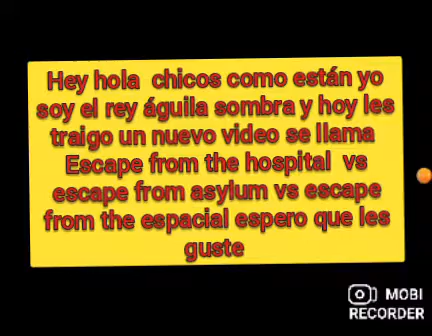 Hey hola chicos como están yo
soy el rey águila sombra y hoy les
traigo un nuevo video se llama
Escape from the hospital vs
escape from asylum vs escape
from the espacial espero que les
guste
MOBI
RECORDER